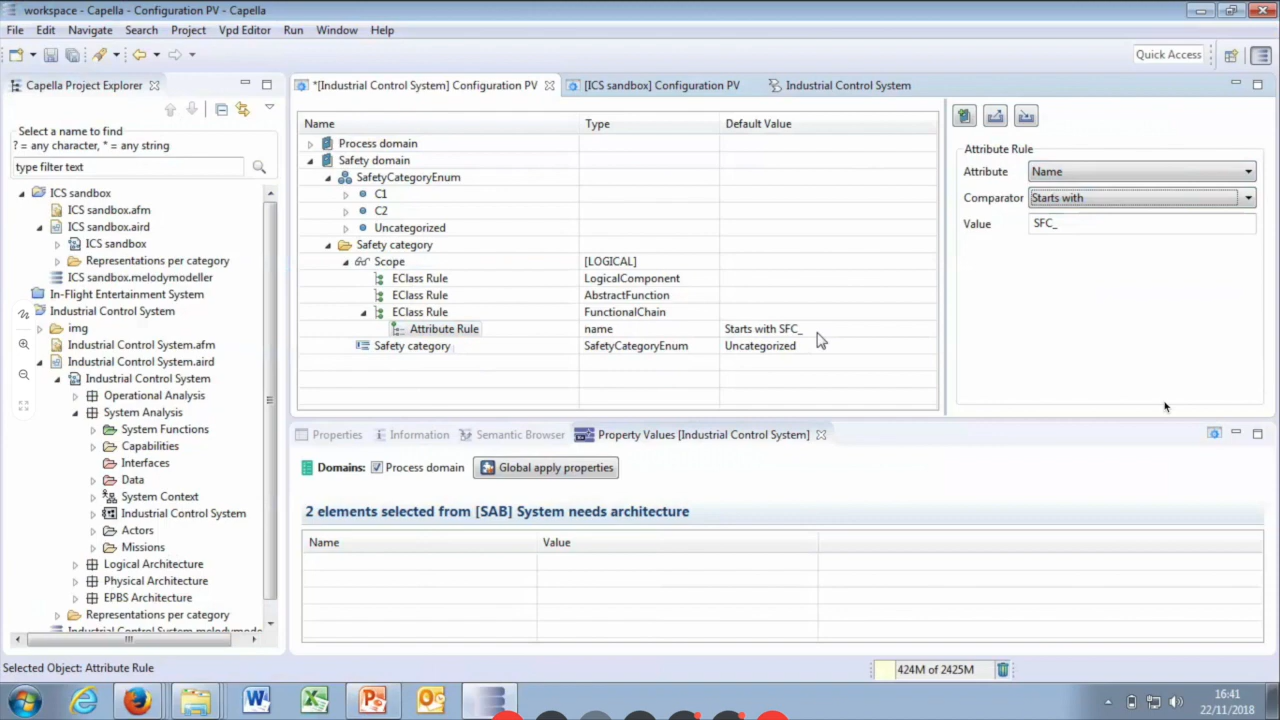 workspace - Capella - Configuration PV - Capella
File Edit Navigate Search Project Vpd Editor Run Window Help
Quick Access
Capella Project Explorer
*[Industrial Control System] Configuration PV
[ICS sandbox] Configuration PV
Industrial Control System
Select a name to find
? = any character, * = any string
type filter text
ICS sandbox
ICS sandbox.afm
ICS sandbox.aird
ICS sandbox
Representations per category
ICS sandbox.melodymodeller
In-Flight Entertainment System
Industrial Control System
img
Industrial Control System.afm
Industrial Control System.aird
Industrial Control System
Operational Analysis
System Analysis
System Functions
Capabilities
Interfaces
Data
System Context
Industrial Control System
Actors
Missions
Logical Architecture
Physical Architecture
EPBS Architecture
Representations per category
Industrial Control System.melodymode
Name Type Default Value
Process domain
Safety domain
SafetyCategoryEnum
C1
C2
Uncategorized
Safety category
Scope [LOGICAL]
EClass Rule LogicalComponent
EClass Rule AbstractFunction
EClass Rule FunctionalChain
Attribute Rule name Starts with SFC_
Safety category SafetyCategoryEnum Uncategorized
Attribute Rule
Attribute Name
Comparator Starts with
Value SFC_
Properties Information Semantic Browser Property Values [Industrial Control System]
Domains: Process domain Global apply properties
2 elements selected from [SAB] System needs architecture
Name Value
Selected Object: Attribute Rule
424M of 2425M
16:41
22/11/2018